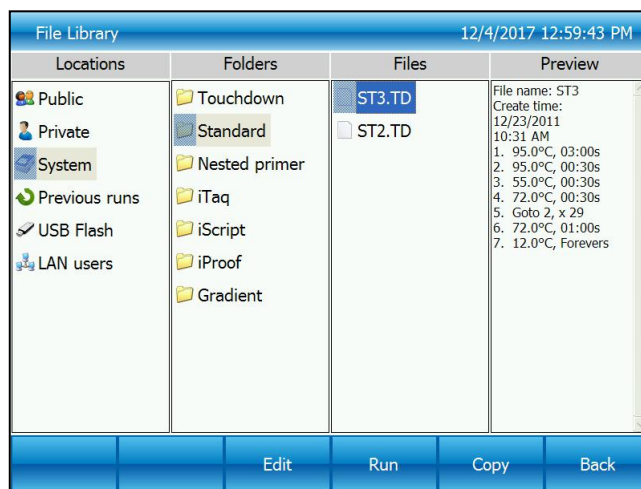 File Library 12/4/2017 12:59:43 PM
Locations Folders Files Preview
Public
Private
System
Previous runs
USB Flash
LAN users
Touchdown
Standard
Nested primer
iTaq
iScript
iProof
Gradient
ST3.TD
ST2.TD
File name: ST3
Create time:
12/23/2011
10:31 AM
1. 95.0°C, 03:00s
2. 95.0°C, 00:30s
3. 55.0°C, 00:30s
4. 72.0°C, 00:30s
5. Goto 2, x 29
6. 72.0°C, 01:00s
7. 12.0°C, Forevers
Edit Run Copy Back